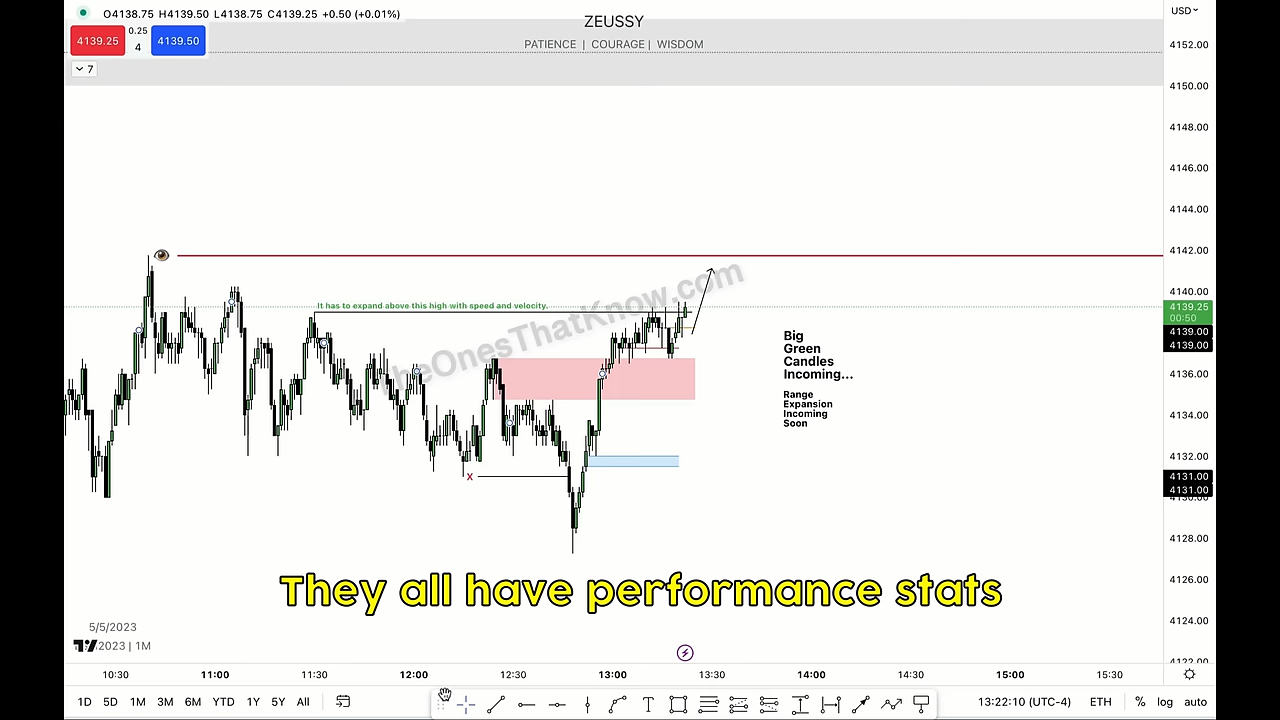 O4138.75 H4139.50 L4138.75 C4139.25 +0.50 (+0.01%)
ZEUSSY
USD
4139.25
0.25
4
4139.50
PATIENCE | COURAGE | WISDOM
7
4152.00
4150.00
4148.00
4146.00
4144.00
4142.00
4140.00
4139.25
00:50
4139.00
4139.00
4136.00
4134.00
4132.00
4131.00
4131.00
4130.00
4128.00
4126.00
4124.00
4122.00
It has to expand above this high with speed and velocity.
TheOnesThatKnow.com
Big
Green
Candles
Incoming...
Range
Expansion
Incoming
Soon
X
They all have performance stats
5/5/2023
2023 | 1M
10:30 11:00 11:30 12:00 12:30 13:00 13:30 14:00 14:30 15:00 15:30
1D 5D 1M 3M 6M YTD 1Y 5Y All
T
13:22:10 (UTC-4) ETH % log auto